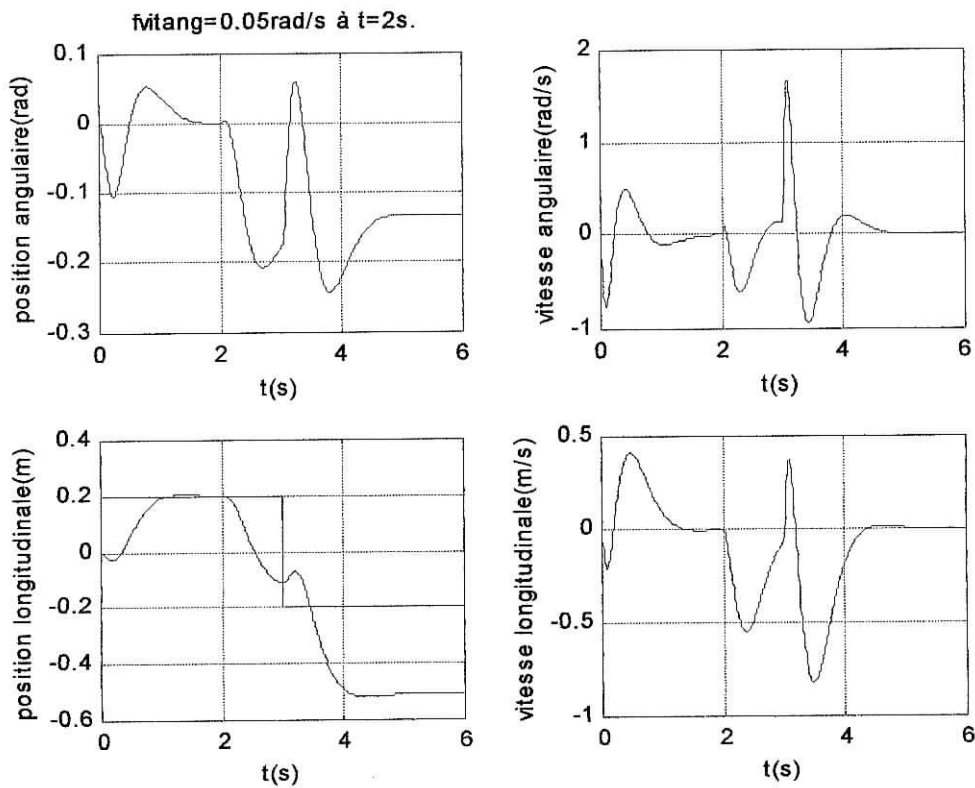 fvitang=0.05rad/s à t=2s.
position angulaire(rad)
0.1
0
-0.1
-0.2
-0.3
0 2 4 6
t(s)
vitesse angulaire(rad/s)
2
1
0
-1
0 2 4 6
t(s)
position longitudinale(m)
0.4
0.2
0
-0.2
-0.4
-0.6
0 2 4 6
t(s)
vitesse longitudinale(m/s)
0.5
0
-0.5
-1
0 2 4 6
t(s)